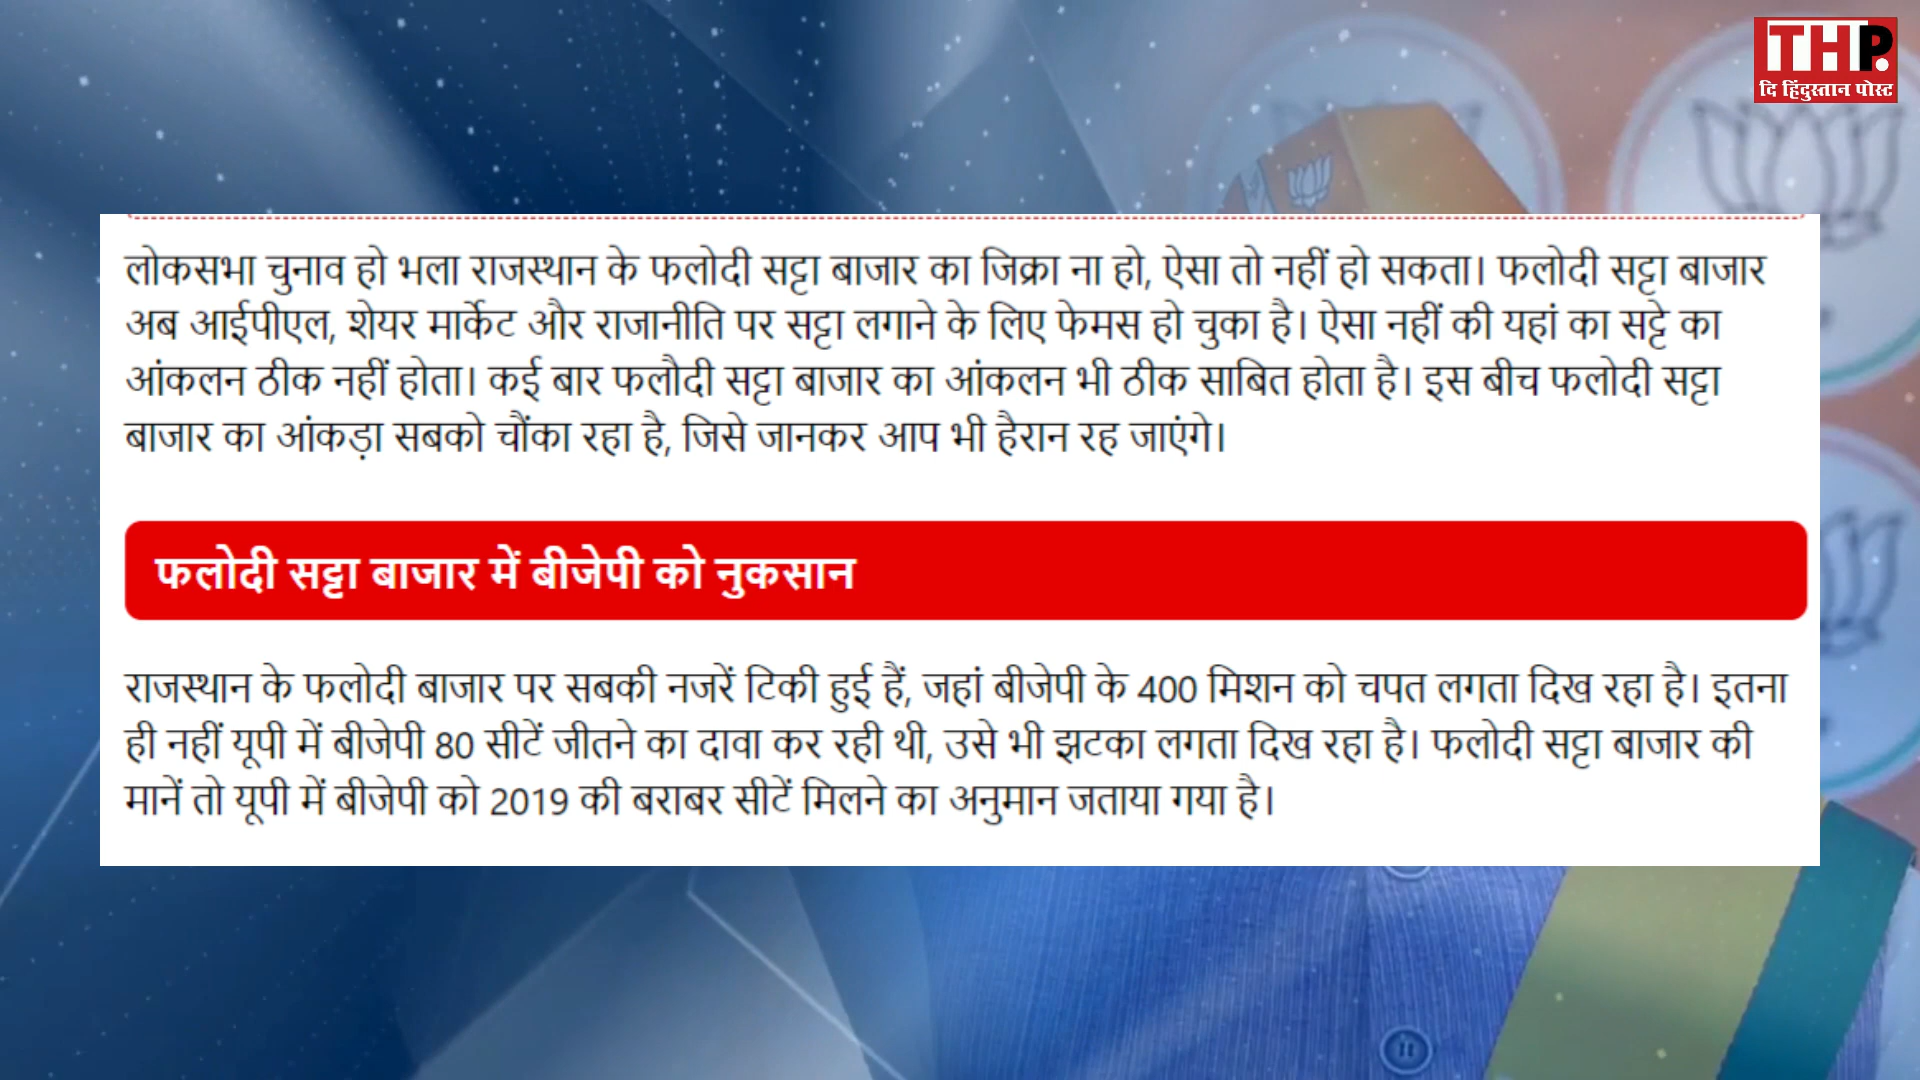 THP.
दि हिंदुस्तान पोस्ट
लोकसभा चुनाव हो भला राजस्थान के फलोदी सट्टा बाजार का जिक्रा ना हो, ऐसा तो नहीं हो सकता। फलोदी सट्टा बाजार
अब आईपीएल, शेयर मार्केट और राजानीति पर सट्टा लगाने के लिए फेमस हो चुका है। ऐसा नहीं की यहां का सट्टे का
आंकलन ठीक नहीं होता। कई बार फलौदी सट्टा बाजार का आंकलन भी ठीक साबित होता है। इस बीच फलोदी सट्टा
बाजार का आंकड़ा सबको चौंका रहा है, जिसे जानकर आप भी हैरान रह जाएंगे।
फलोदी सट्टा बाजार में बीजेपी को नुकसान
राजस्थान के फलोदी बाजार पर सबकी नजरें टिकी हुई हैं, जहां बीजेपी के 400 मिशन को चपत लगता दिख रहा है। इतना
ही नहीं यूपी में बीजेपी 80 सीटें जीतने का दावा कर रही थी, उसे भी झटका लगता दिख रहा है। फलोदी सट्टा बाजार की
मानें तो यूपी में बीजेपी को 2019 की बराबर सीटें मिलने का अनुमान जताया गया है।